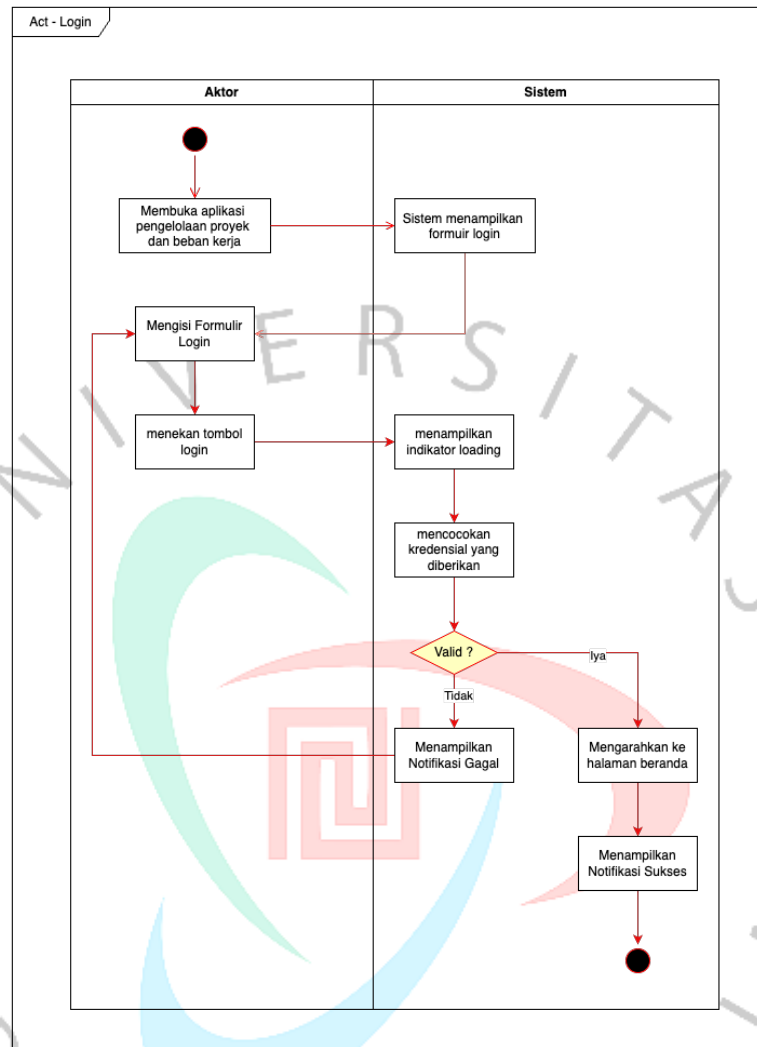 Act - Login
Aktor
Sistem
Membuka aplikasi
pengelolaan proyek
dan beban kerja
Sistem menampilkan
formuir login
Mengisi Formulir
Login
menekan tombol
login
menampilkan
indikator loading
mencocokan
kredensial yang
diberikan
Valid ?
Iya
Tidak
Menampilkan
Notifikasi Gagal
Mengarahkan ke
halaman beranda
Menampilkan
Notifikasi Sukses
UNIVERSITAS